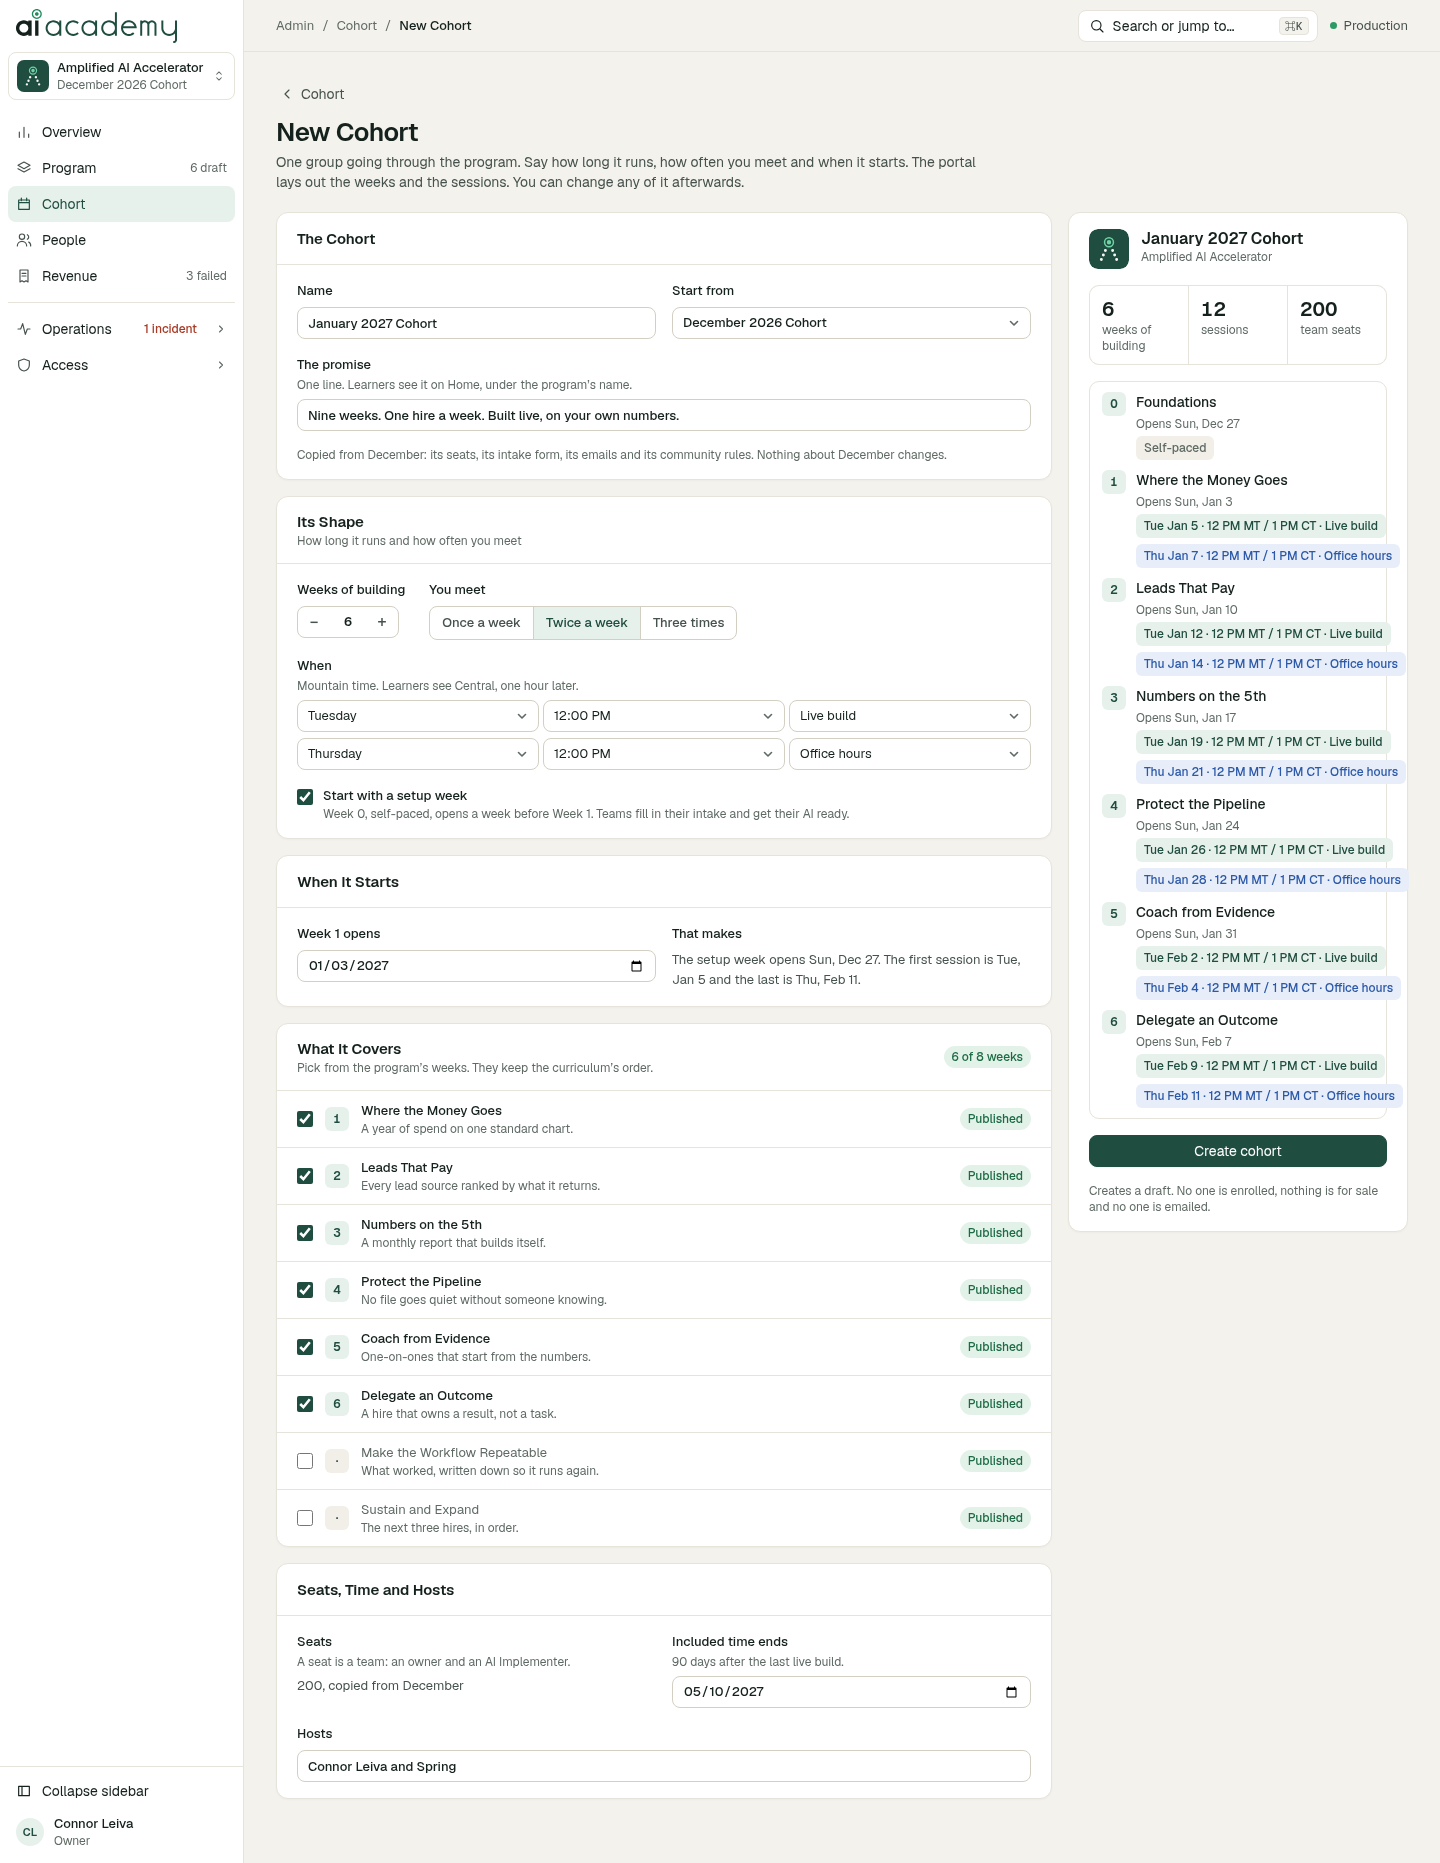 ai academy
Amplified AI Accelerator
December 2026 Cohort
Overview
Program 6 draft
Cohort
People
Revenue 3 failed
Operations 1 incident
Access
Collapse sidebar
CL
Connor Leiva
Owner
Admin / Cohort / New Cohort
Search or jump to... ⌘K
Production
Cohort
New Cohort
One group going through the program. Say how long it runs, how often you meet and when it starts. The portal
lays out the weeks and the sessions. You can change any of it afterwards.
The Cohort
Name
January 2027 Cohort
Start from
December 2026 Cohort
The promise
One line. Learners see it on Home, under the program's name.
Nine weeks. One hire a week. Built live, on your own numbers.
Copied from December: its seats, its intake form, its emails and its community rules. Nothing about December changes.
Its Shape
How long it runs and how often you meet
Weeks of building
− 6 +
You meet
Once a week Twice a week Three times
When
Mountain time. Learners see Central, one hour later.
Tuesday 12:00 PM Live build
Thursday 12:00 PM Office hours
Start with a setup week
Week 0, self-paced, opens a week before Week 1. Teams fill in their intake and get their AI ready.
When It Starts
Week 1 opens
01/03/2027
That makes
The setup week opens Sun, Dec 27. The first session is Tue,
Jan 5 and the last is Thu, Feb 11.
What It Covers
Pick from the program's weeks. They keep the curriculum's order.
6 of 8 weeks
1 Where the Money Goes
A year of spend on one standard chart.
Published
2 Leads That Pay
Every lead source ranked by what it returns.
Published
3 Numbers on the 5th
A monthly report that builds itself.
Published
4 Protect the Pipeline
No file goes quiet without someone knowing.
Published
5 Coach from Evidence
One-on-ones that start from the numbers.
Published
6 Delegate an Outcome
A hire that owns a result, not a task.
Published
· Make the Workflow Repeatable
What worked, written down so it runs again.
Published
· Sustain and Expand
The next three hires, in order.
Published
Seats, Time and Hosts
Seats
A seat is a team: an owner and an AI Implementer.
200, copied from December
Included time ends
90 days after the last live build.
05/10/2027
Hosts
Connor Leiva and Spring
January 2027 Cohort
Amplified AI Accelerator
6
weeks of
building
12
sessions
200
team seats
0 Foundations
Opens Sun, Dec 27
Self-paced
1 Where the Money Goes
Opens Sun, Jan 3
Tue Jan 5 · 12 PM MT / 1 PM CT · Live build
Thu Jan 7 · 12 PM MT / 1 PM CT · Office hours
2 Leads That Pay
Opens Sun, Jan 10
Tue Jan 12 · 12 PM MT / 1 PM CT · Live build
Thu Jan 14 · 12 PM MT / 1 PM CT · Office hours
3 Numbers on the 5th
Opens Sun, Jan 17
Tue Jan 19 · 12 PM MT / 1 PM CT · Live build
Thu Jan 21 · 12 PM MT / 1 PM CT · Office hours
4 Protect the Pipeline
Opens Sun, Jan 24
Tue Jan 26 · 12 PM MT / 1 PM CT · Live build
Thu Jan 28 · 12 PM MT / 1 PM CT · Office hours
5 Coach from Evidence
Opens Sun, Jan 31
Tue Feb 2 · 12 PM MT / 1 PM CT · Live build
Thu Feb 4 · 12 PM MT / 1 PM CT · Office hours
6 Delegate an Outcome
Opens Sun, Feb 7
Tue Feb 9 · 12 PM MT / 1 PM CT · Live build
Thu Feb 11 · 12 PM MT / 1 PM CT · Office hours
Create cohort
Creates a draft. No one is enrolled, nothing is for sale
and no one is emailed.